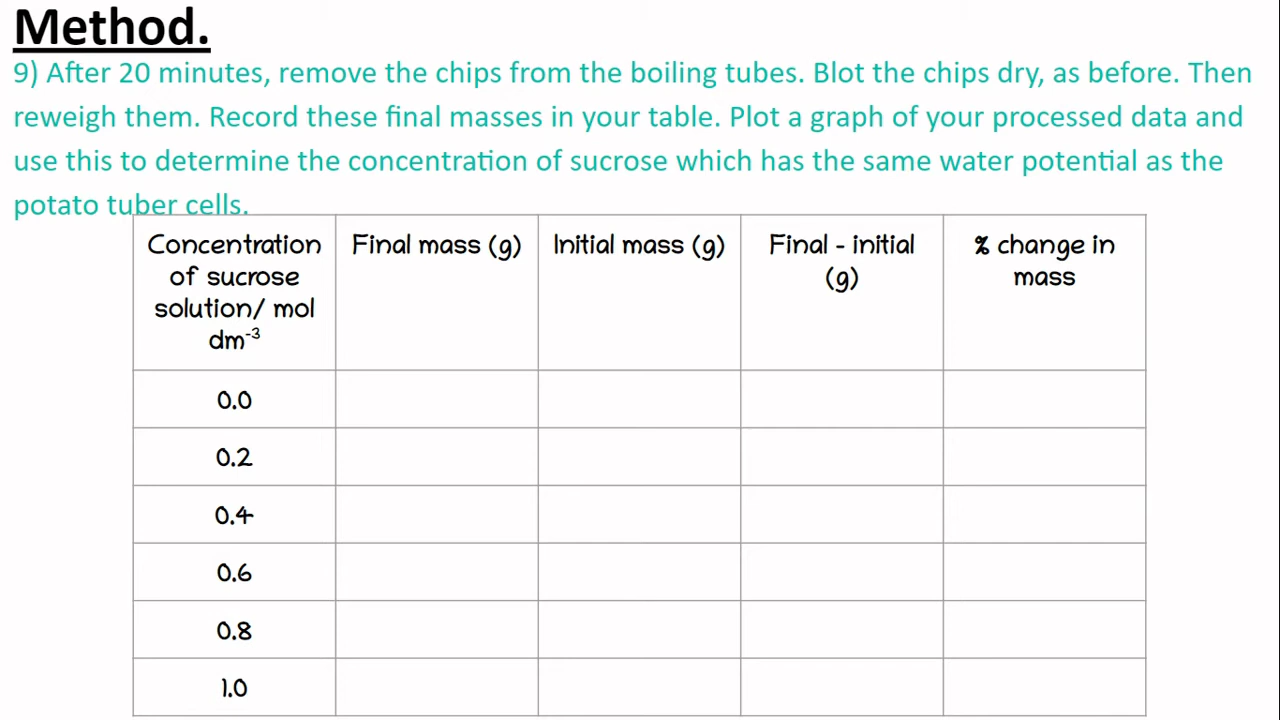 Method.
9) After 20 minutes, remove the chips from the boiling tubes. Blot the chips dry, as before. Then
reweigh them. Record these final masses in your table. Plot a graph of your processed data and
use this to determine the concentration of sucrose which has the same water potential as the
potato tuber cells.
Concentration of sucrose solution/ mol dm⁻³ Final mass (g) Initial mass (g) Final - initial (g) % change in mass
0.0
0.2
0.4
0.6
0.8
1.0